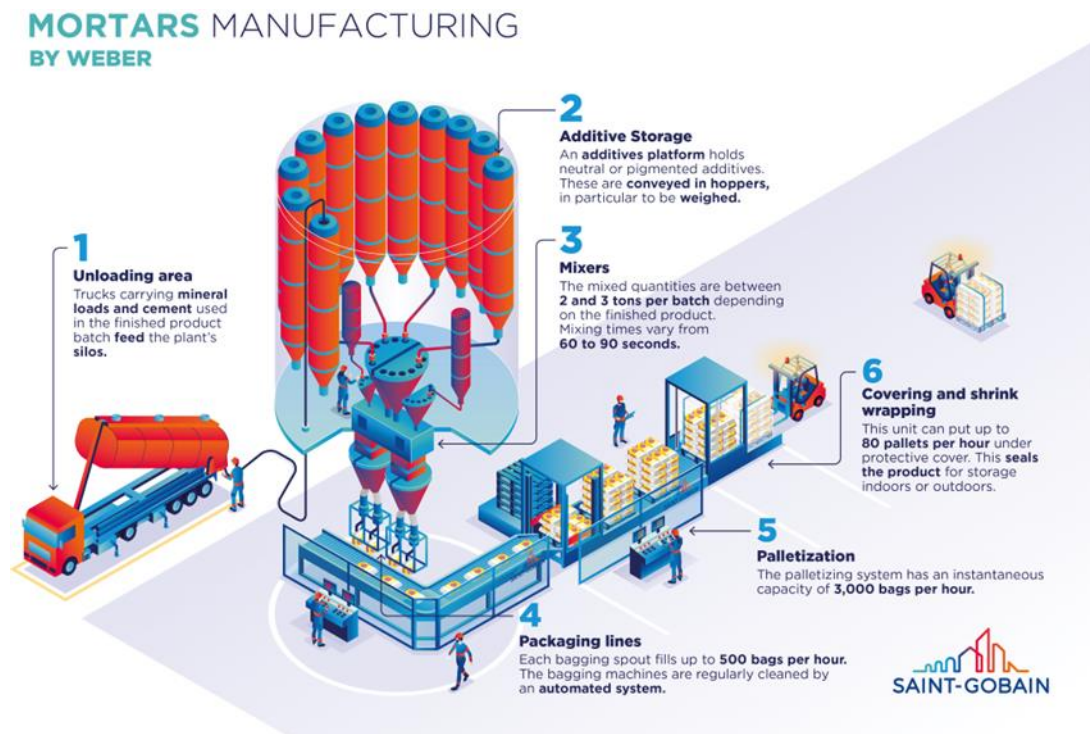 MORTARS MANUFACTURING
BY WEBER
1
Unloading area
Trucks carrying mineral
loads and cement used
in the finished product
batch feed the plant's
silos.
2
Additive Storage
An additives platform holds
neutral or pigmented additives.
These are conveyed in hoppers,
in particular to be weighed.
3
Mixers
The mixed quantities are between
2 and 3 tons per batch depending
on the finished product.
Mixing times vary from
60 to 90 seconds.
4
Packaging lines
Each bagging spout fills up to 500 bags per hour.
The bagging machines are regularly cleaned by
an automated system.
5
Palletization
The palletizing system has an instantaneous
capacity of 3,000 bags per hour.
6
Covering and shrink
wrapping
This unit can put up to
80 pallets per hour under
protective cover. This seals
the product for storage
indoors or outdoors.
SAINT-GOBAIN